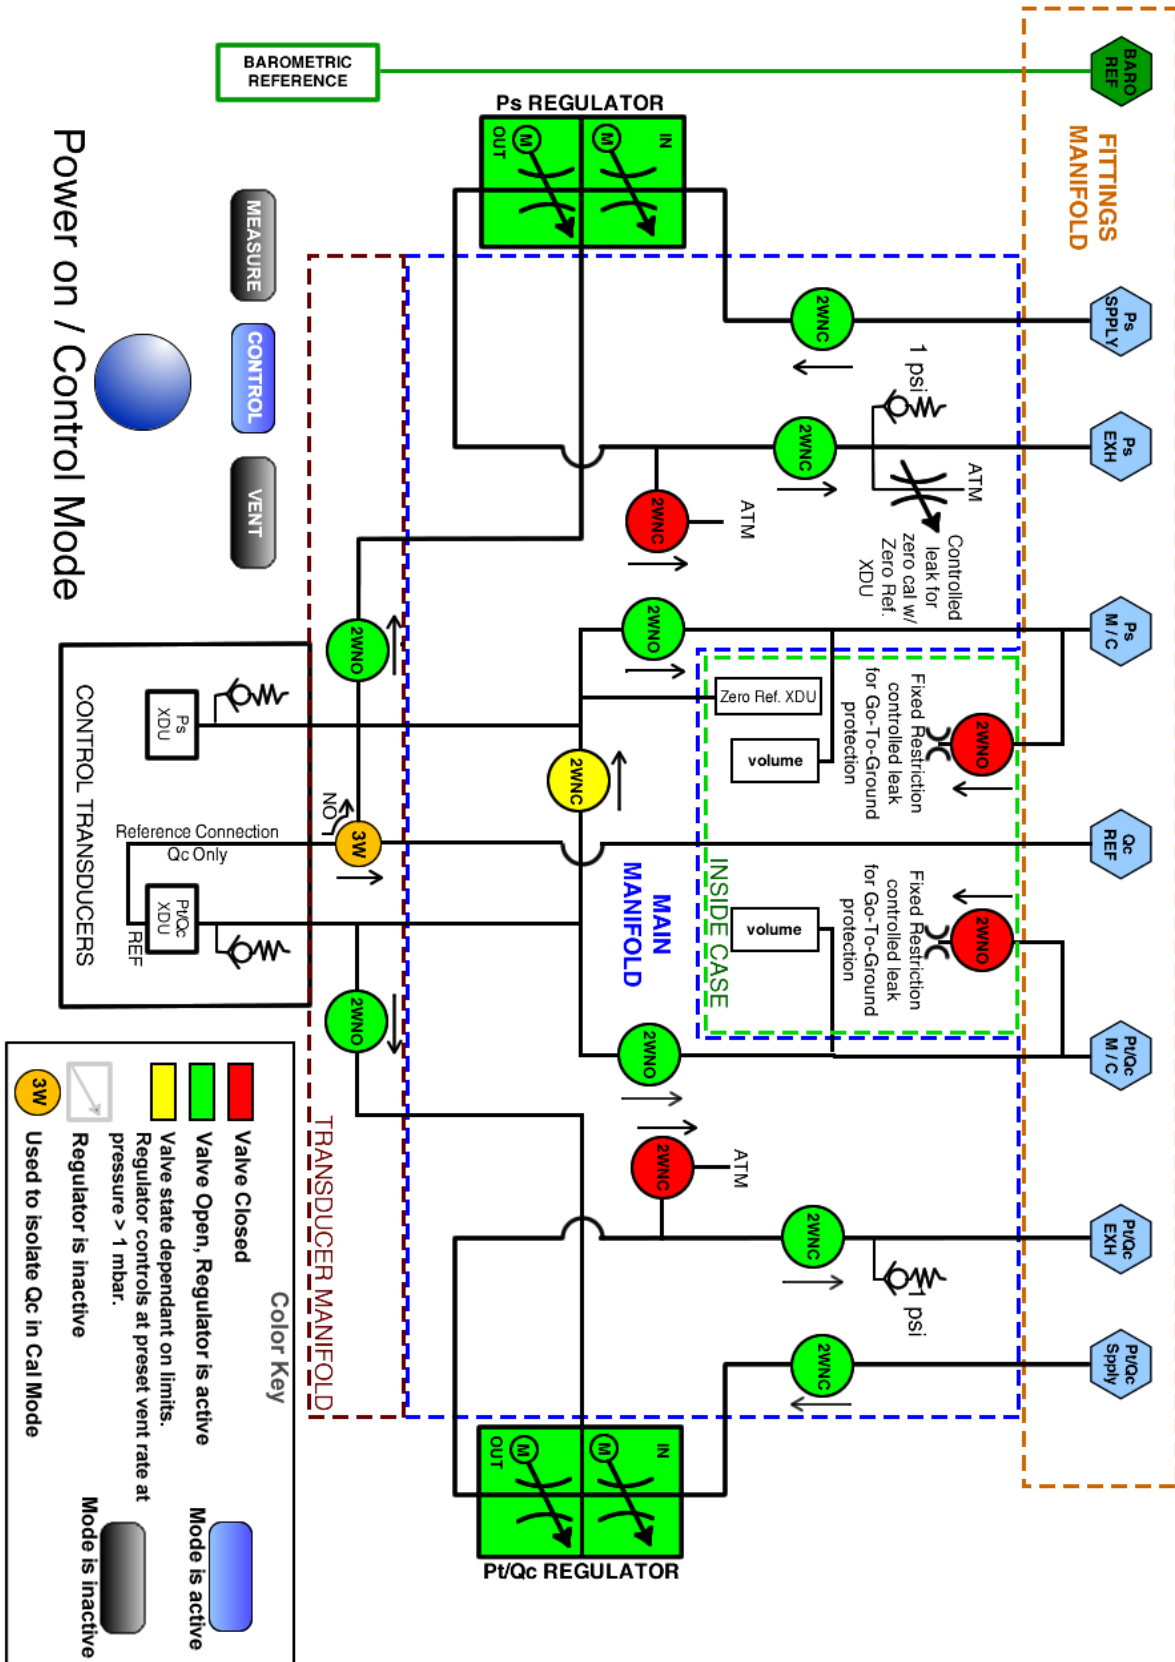 BARO
REF
BAROMETRIC
REFERENCE
FITTINGS
MANIFOLD
Ps REGULATOR
IN
M
OUT
M
Ps
SPPLY
2WNC
1 psi
Ps
EXH
2WNC
ATM
ATM
2WNC
Controlled
leak for
zero cal w/
Zero Ref.
XDU
Ps
M / C
2WNO
2WNO
Zero Ref. XDU
volume
Fixed Restriction
controlled leak
for Go-To-Ground
protection
2WNO
2WNC
Qc
REF
MAIN
MANIFOLD
INSIDE CASE
volume
Fixed Restriction
controlled leak
for Go-To-Ground
protection
2WNO
Pt/Qc
M / C
2WNO
2WNO
ATM
2WNC
Pt/Qc
EXH
2WNC
1 psi
Pt/Qc
Spply
2WNC
IN
M
OUT
M
Pt/Qc REGULATOR
TRANSDUCER MANIFOLD
NO
3W
Reference Connection
Qc Only
Ps
XDU
Pt/Qc
XDU
REF
CONTROL TRANSDUCERS
MEASURE
CONTROL
VENT
Power on / Control Mode
Color Key
Valve Closed
Valve Open, Regulator is active
Valve state dependant on limits.
Regulator controls at preset vent rate at
pressure > 1 mbar.
Regulator is inactive
3W
Used to isolate Qc in Cal Mode
Mode is active
Mode is inactive